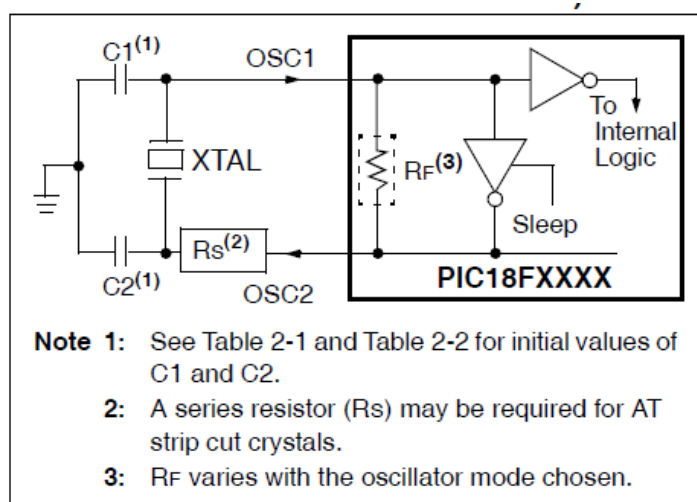 C1(1)
OSC1
To
Internal
Logic
XTAL
RF(3)
Sleep
Rs(2)
C2(1)
OSC2
PIC18FXXXX
Note 1: See Table 2-1 and Table 2-2 for initial values of
C1 and C2.
2: A series resistor (Rs) may be required for AT
strip cut crystals.
3: RF varies with the oscillator mode chosen.